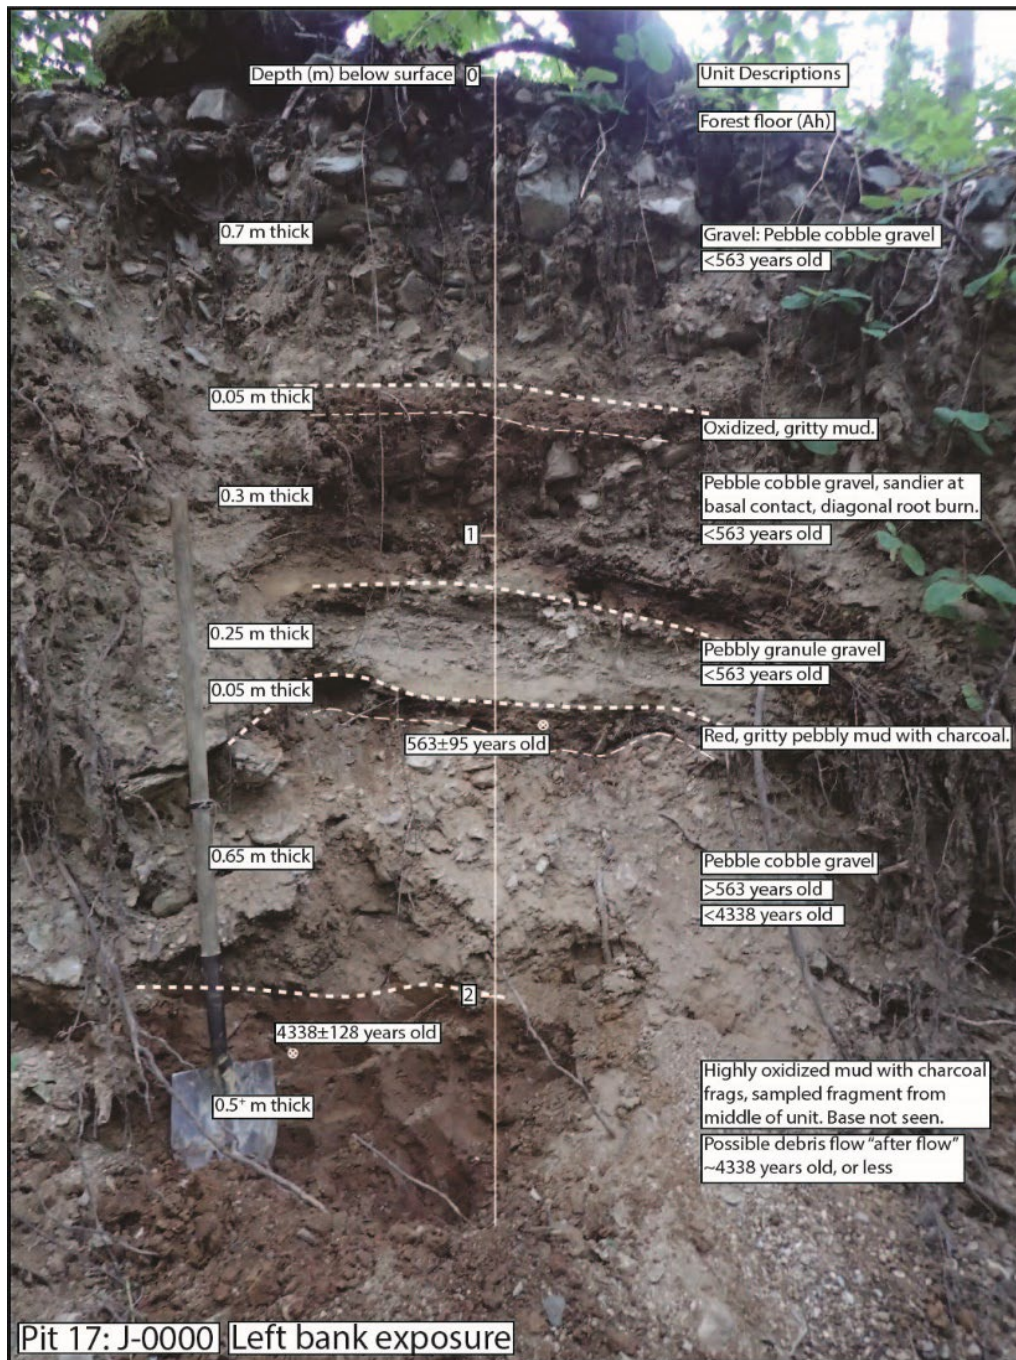 Depth (m) below surface
0
Unit Descriptions
Forest floor (Ah)
0.7 m thick
Gravel: Pebble cobble gravel
<563 years old
0.05 m thick
Oxidized, gritty mud.
0.3 m thick
Pebble cobble gravel, sandier at
basal contact, diagonal root burn.
<563 years old
1
0.25 m thick
Pebbly granule gravel
<563 years old
0.05 m thick
563±95 years old
Red, gritty pebbly mud with charcoal.
0.65 m thick
Pebble cobble gravel
>563 years old
<4338 years old
2
4338±128 years old
0.5⁺ m thick
Highly oxidized mud with charcoal
frags, sampled fragment from
middle of unit. Base not seen.
Possible debris flow “after flow”
~4338 years old, or less
Pit 17: J-0000 Left bank exposure